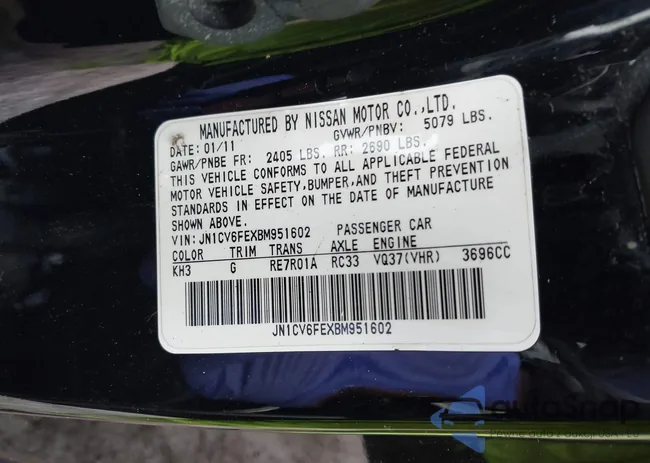 MANUFACTURED BY NISSAN MOTOR CO.,LTD.
DATE: 01/11 GVWR/PNBV: 5079 LBS.
GAWR/PNBE FR: 2405 LBS. RR: 2690 LBS.
THIS VEHICLE CONFORMS TO ALL APPLICABLE FEDERAL
MOTOR VEHICLE SAFETY,BUMPER,AND THEFT PREVENTION
STANDARDS IN EFFECT ON THE DATE OF MANUFACTURE
SHOWN ABOVE.
VIN:JN1CV6FEXBM951602 PASSENGER CAR
COLOR TRIM TRANS AXLE ENGINE
KH3 G RE7R01A RC33 VQ37(VHR) 3696CC
JN1CV6FEXBM951602
autoSnap